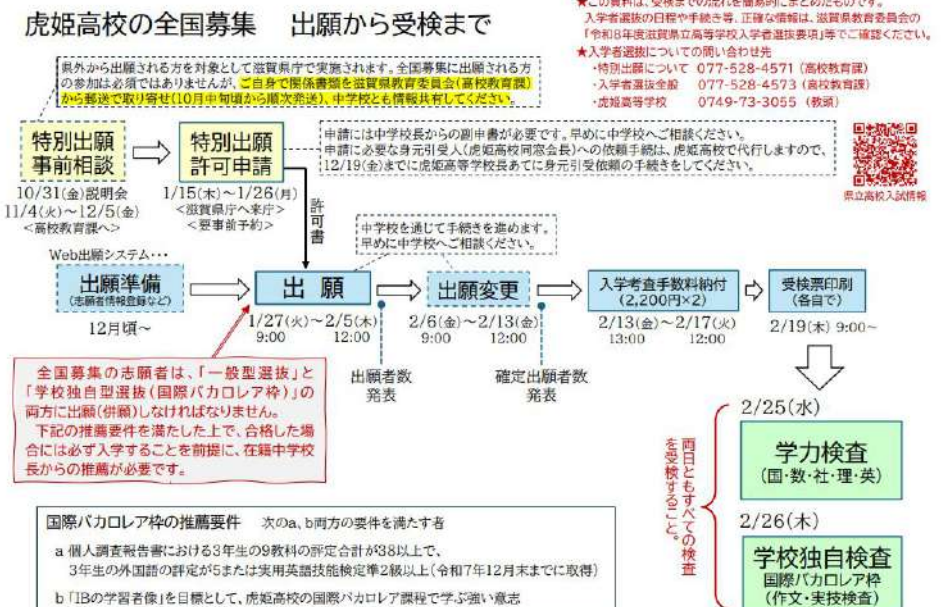 虎姫高校の全国募集　出願から受検まで
★この資料は、受検までの流れを簡易的にまとめたものです。
入学者選抜の日程や手続き等、正確な情報は、滋賀県教育委員会の
「令和8年度滋賀県立高等学校入学者選抜要項」等でご確認ください。
★入学者選抜についての問い合わせ先
・特別出願について 077-528-4571 (高校教育課)
・入学者選抜全般 077-528-4573 (高校教育課)
・虎姫高等学校 0749-73-3055 (教頭)
県立高校入試情報
県外から出願される方を対象として滋賀県庁で実施されます。全国募集に出願される方
の参加は必須ではありませんが、ご自身で関係書類を滋賀県教育委員会(高校教育課)
から郵送で取り寄せ(10月中旬頃から順次発送)、中学校とも情報共有してください。
特別出願
事前相談
10/31(金)説明会
11/4(火)～12/5(金)
<高校教育課へ>
特別出願
許可申請
1/15(木)～1/26(月)
<滋賀県庁へ来庁>
<要事前予約>
申請には中学校長からの副申書が必要です。早めに中学校へご相談ください。
申請に必要な身元引受人(虎姫高校同窓会長)への依頼手続は、虎姫高校で代行しますので、
12/19(金)までに虎姫高等学校長あてに身元引受依頼の手続きをしてください。
許可書
中学校を通じて手続きを進めます。
早めに中学校へご相談ください。
Web出願システム・・・
出願準備
(志願者情報登録など)
12月頃～
出　願
1/27(火)～2/5(木)
9:00　12:00
出願変更
2/6(金)～2/13(金)
9:00　12:00
入学考査手数料納付
(2,200円×2)
2/13(金)～2/17(火)
13:00　12:00
受検票印刷
(各自で)
2/19(木) 9:00～
出願者数
発表
確定出願者数
発表
全国募集の志願者は、「一般型選抜」と
「学校独自型選抜(国際バカロレア枠)」の
両方に出願(併願)しなければなりません。
下記の推薦要件を満たした上で、合格した場
合には必ず入学することを前提に、在籍中学校
長からの推薦が必要です。
両日ともすべての検査
を受検すること。
2/25(水)
学力検査
(国・数・社・理・英)
2/26(木)
学校独自検査
国際バカロレア枠
(作文・実技検査)
国際バカロレア枠の推薦要件　次のa、b両方の要件を満たす者
a 個人調査報告書における3年生の9教科の評定合計が38以上で、
3年生の外国語の評定が5または実用英語技能検定準2級以上(令和7年12月末までに取得)
b 「IBの学習者像」を目標として、虎姫高校の国際バカロレア課程で学ぶ強い意志